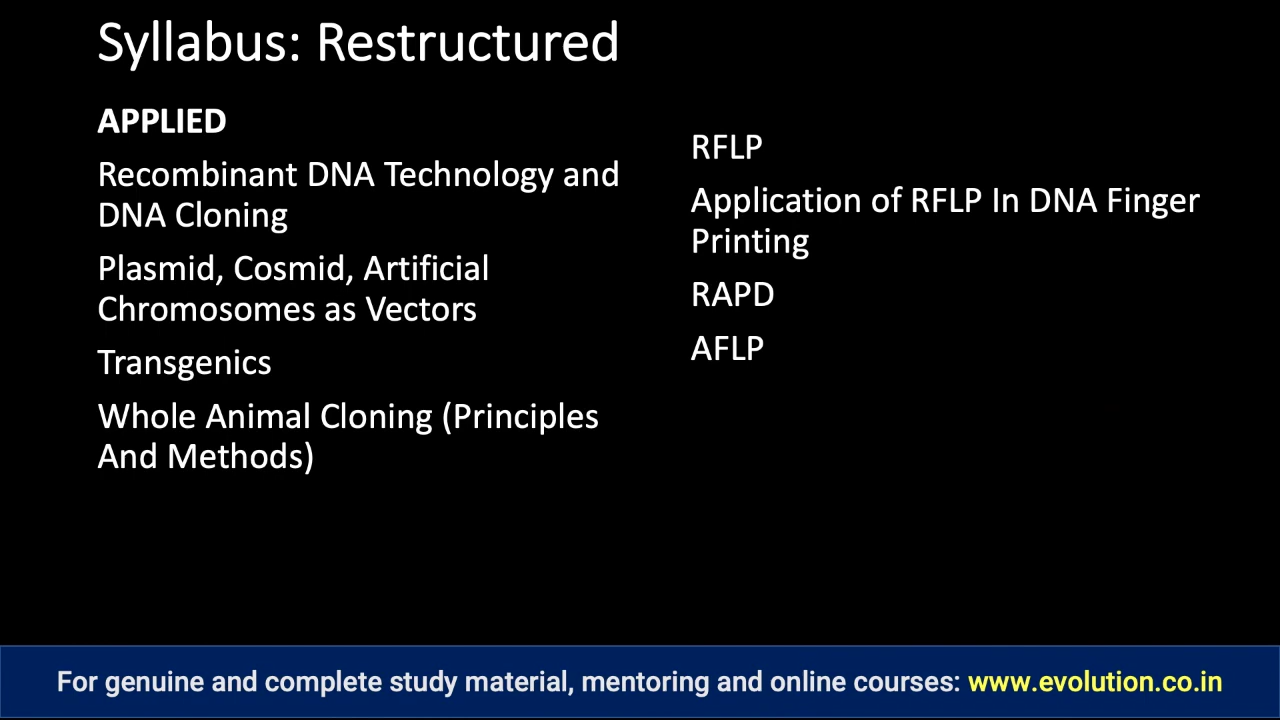 Syllabus: Restructured
APPLIED
Recombinant DNA Technology and
DNA Cloning
Plasmid, Cosmid, Artificial
Chromosomes as Vectors
Transgenics
Whole Animal Cloning (Principles
And Methods)
RFLP
Application of RFLP In DNA Finger
Printing
RAPD
AFLP
For genuine and complete study material, mentoring and online courses: www.evolution.co.in